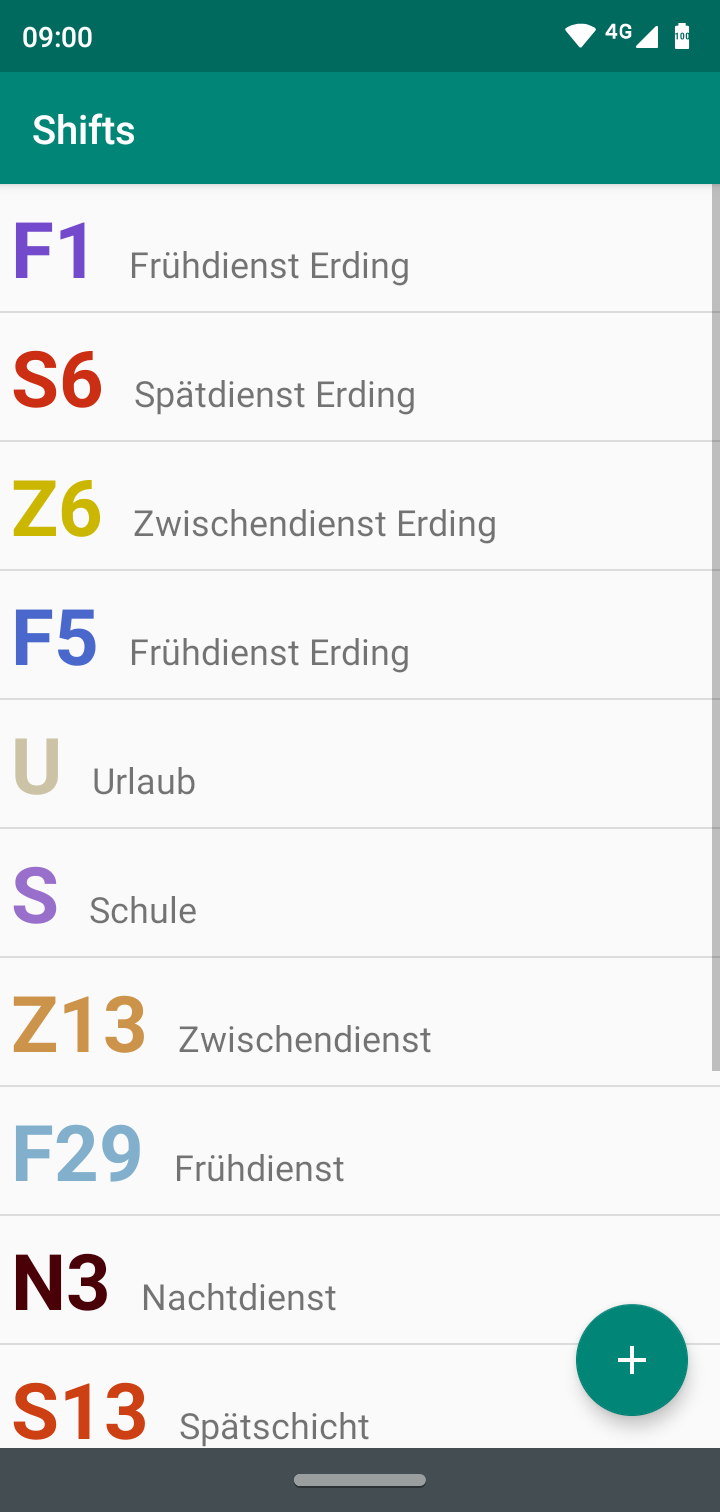 09:00 4G 100
Shifts
F1 Frühdienst Erding
S6 Spätdienst Erding
Z6 Zwischendienst Erding
F5 Frühdienst Erding
U Urlaub
S Schule
Z13 Zwischendienst
F29 Frühdienst
N3 Nachtdienst
S13 Spätschicht